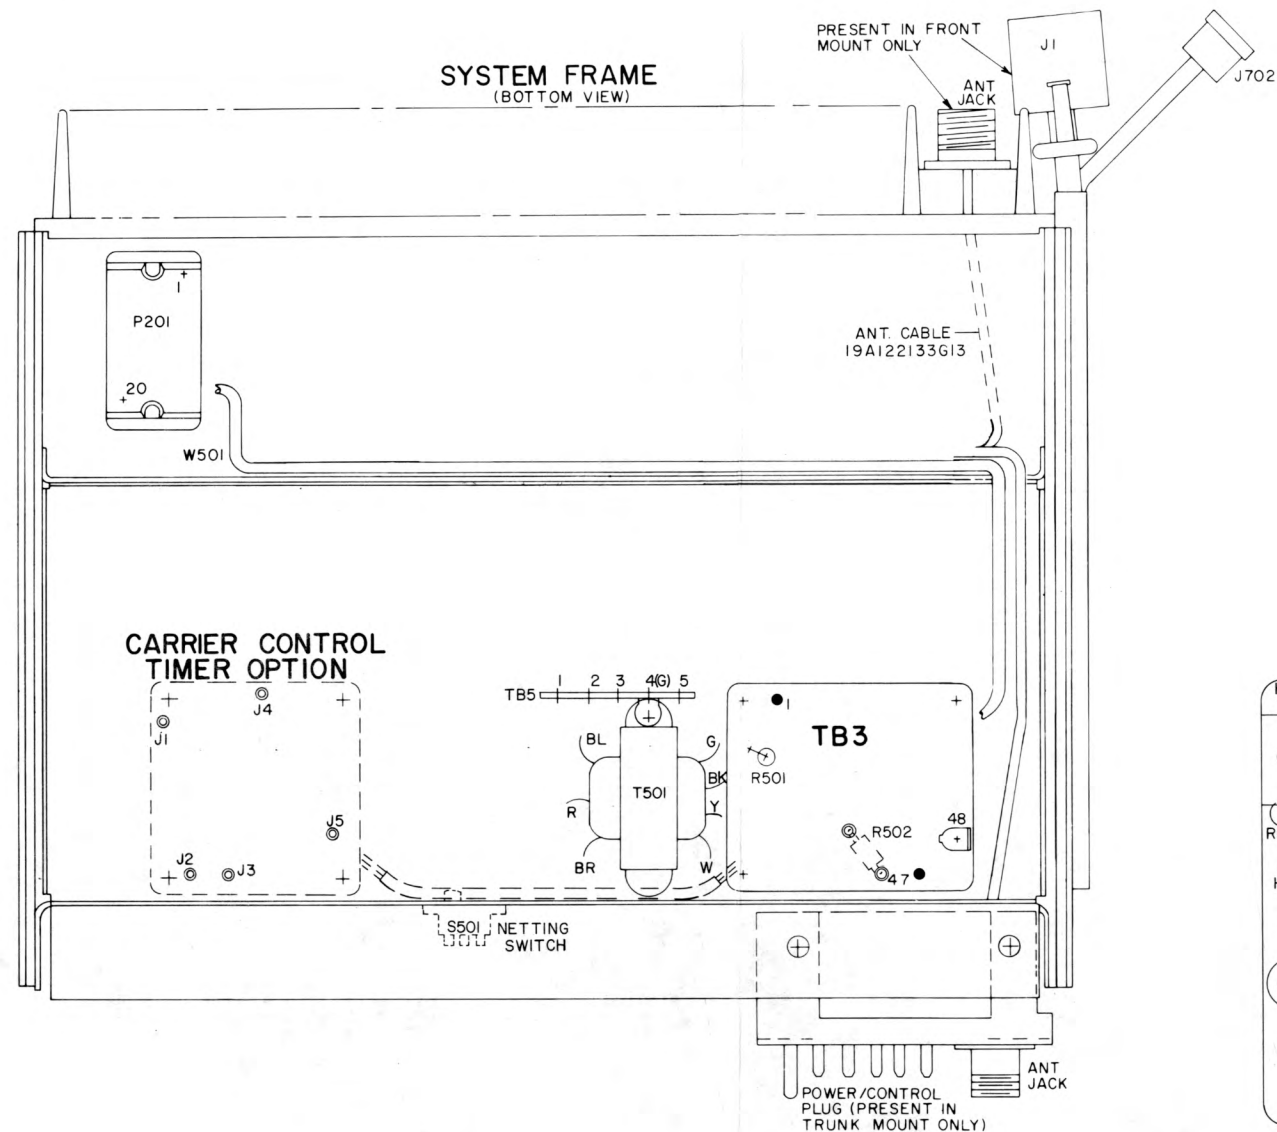 SYSTEM FRAME
(BOTTOM VIEW)
PRESENT IN FRONT
MOUNT ONLY
ANT
JACK
J1
J702
1
P201
20
W501
ANT. CABLE
19A122133G13
CARRIER CONTROL
TIMER OPTION
J4
J1
J5
J2
J3
TB5
1 2 3 4(G) 5
BL
R
BR
T501
G
BK
Y
W
1
TB3
R501
R502
48
47
S501
NETTING
SWITCH
POWER/CONTROL
PLUG (PRESENT IN
TRUNK MOUNT ONLY)
ANT
JACK